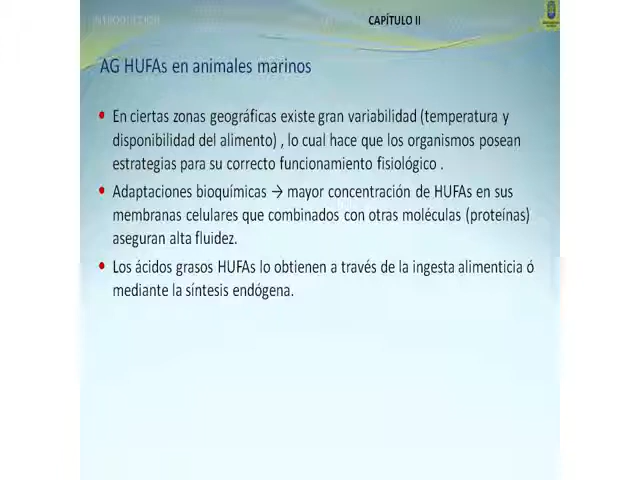 INTRODUCCIÓN
CAPÍTULO II
AG HUFAs en animales marinos
• En ciertas zonas geográficas existe gran variabilidad (temperatura y
disponibilidad del alimento) , lo cual hace que los organismos posean
estrategias para su correcto funcionamiento fisiológico .
• Adaptaciones bioquímicas → mayor concentración de HUFAs en sus
membranas celulares que combinados con otras moléculas (proteínas)
aseguran alta fluidez.
• Los ácidos grasos HUFAs lo obtienen a través de la ingesta alimenticia ó
mediante la síntesis endógena.